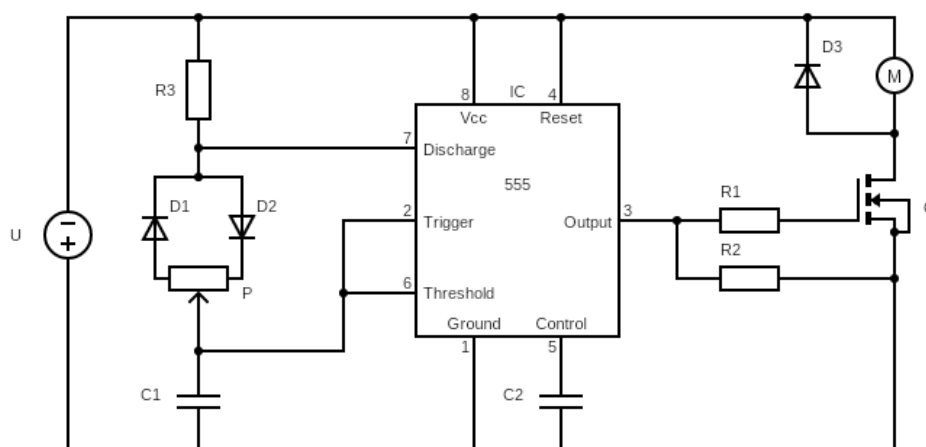 D3
R3
8
IC
4
M
Vcc
Reset
7
Discharge
555
D1
D2
R1
2
3
U
Trigger
Output
R2
6
P
Threshold
Ground
Control
1
5
C1
C2